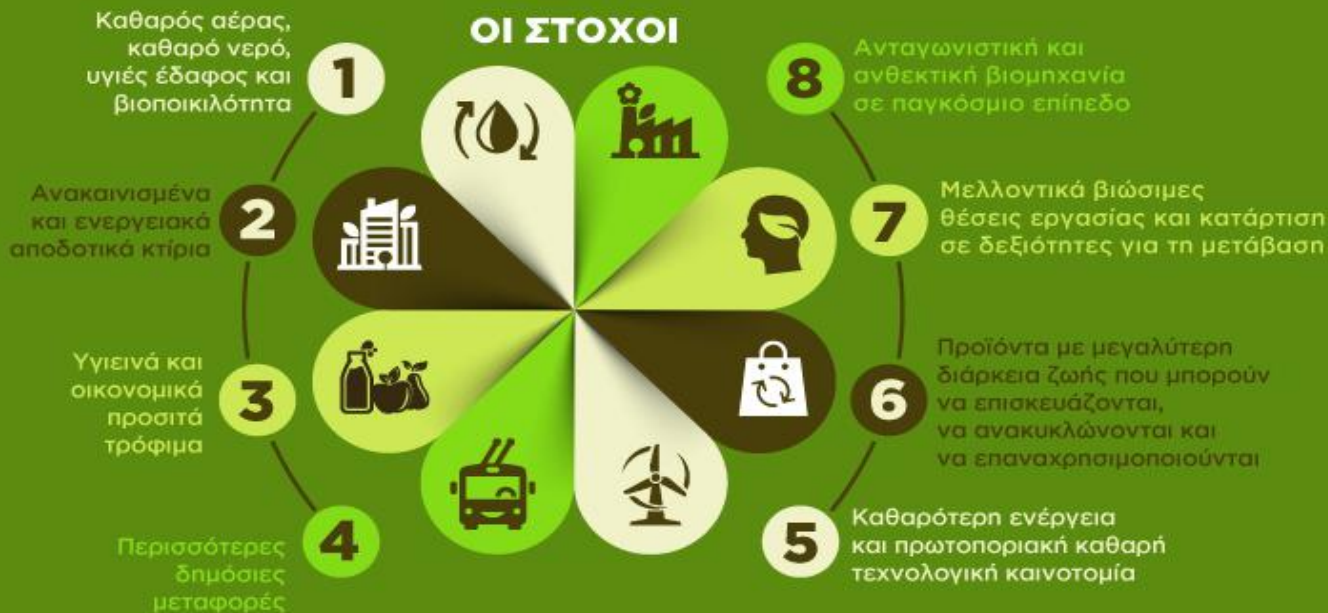 ΟΙ ΣΤΟΧΟΙ
1
Καθαρός αέρας,
καθαρό νερό,
υγιές έδαφος και
βιοποικιλότητα
2
Ανακαινισμένα
και ενεργειακά
αποδοτικά κτίρια
3
Υγιεινά και
οικονομικά
προσιτά
τρόφιμα
4
Περισσότερες
δημόσιες
μεταφορές
5
Καθαρότερη ενέργεια
και πρωτοποριακή καθαρή
τεχνολογική καινοτομία
6
Προϊόντα με μεγαλύτερη
διάρκεια ζωής που μπορούν
να επισκευάζονται,
να ανακυκλώνονται και
να επαναχρησιμοποιούνται
7
Μελλοντικά βιώσιμες
θέσεις εργασίας και κατάρτιση
σε δεξιότητες για τη μετάβαση
8
Ανταγωνιστική και
ανθεκτική βιομηχανία
σε παγκόσμιο επίπεδο